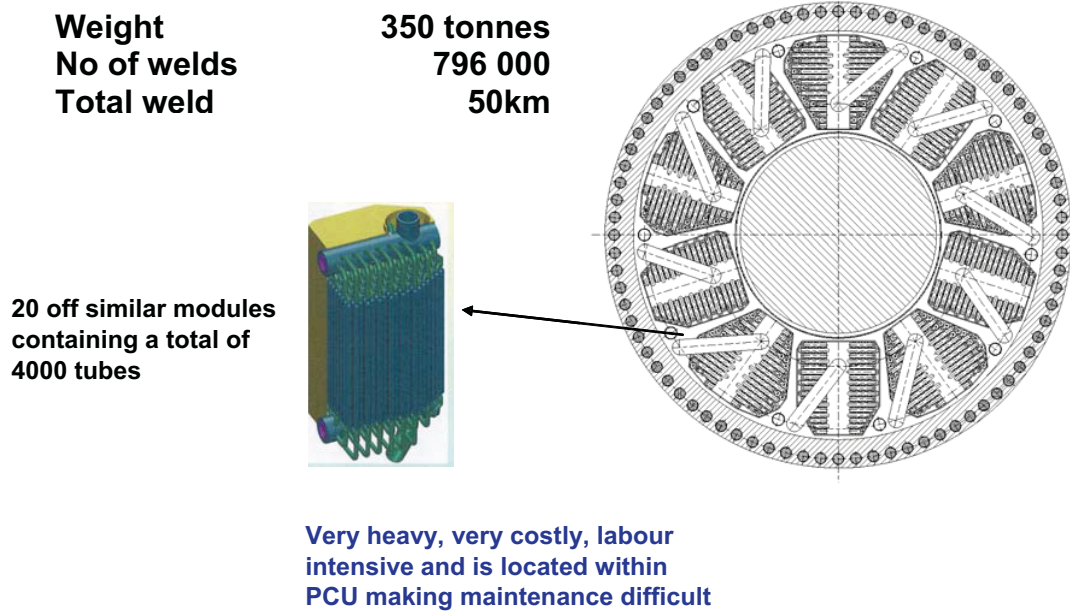 Weight 350 tonnes
No of welds 796 000
Total weld 50km
20 off similar modules
containing a total of
4000 tubes
Very heavy, very costly, labour
intensive and is located within
PCU making maintenance difficult